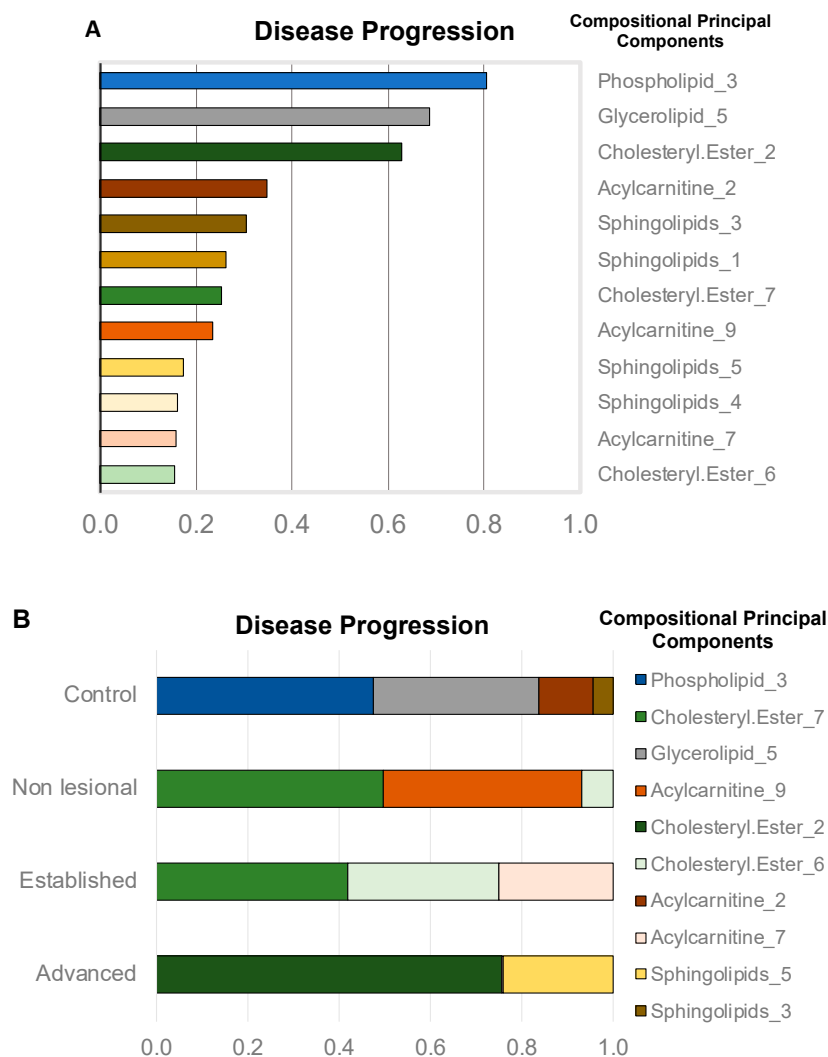 A
Disease Progression
Compositional Principal
Components
Phospholipid_3
Glycerolipid_5
Cholesteryl.Ester_2
Acylcarnitine_2
Sphingolipids_3
Sphingolipids_1
Cholesteryl.Ester_7
Acylcarnitine_9
Sphingolipids_5
Sphingolipids_4
Acylcarnitine_7
Cholesteryl.Ester_6
0.0 0.2 0.4 0.6 0.8 1.0
B
Disease Progression
Compositional Principal
Components
Control
Non lesional
Established
Advanced
Phospholipid_3
Cholesteryl.Ester_7
Glycerolipid_5
Acylcarnitine_9
Cholesteryl.Ester_2
Cholesteryl.Ester_6
Acylcarnitine_2
Acylcarnitine_7
Sphingolipids_5
Sphingolipids_3
0.0 0.2 0.4 0.6 0.8 1.0